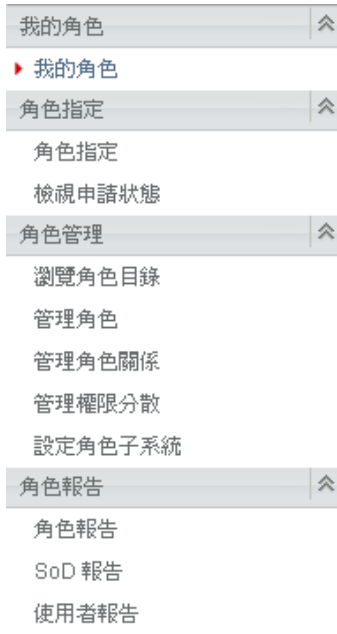 我的角色
我的角色
角色指定
角色指定
檢視申請狀態
角色管理
瀏覽角色目錄
管理角色
管理角色關係
管理權限分散
設定角色子系統
角色報告
角色報告
SoD 報告
使用者報告